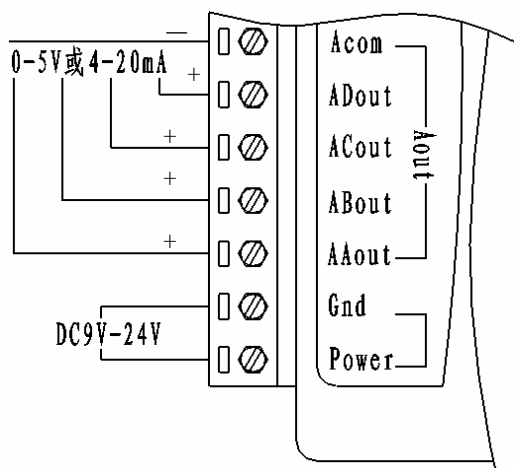 — Acom
0-5V或4-20mA
+ ADout
+ ACout
Aout
+ ABout
+ AAout
Gnd
DC9V-24V
Power